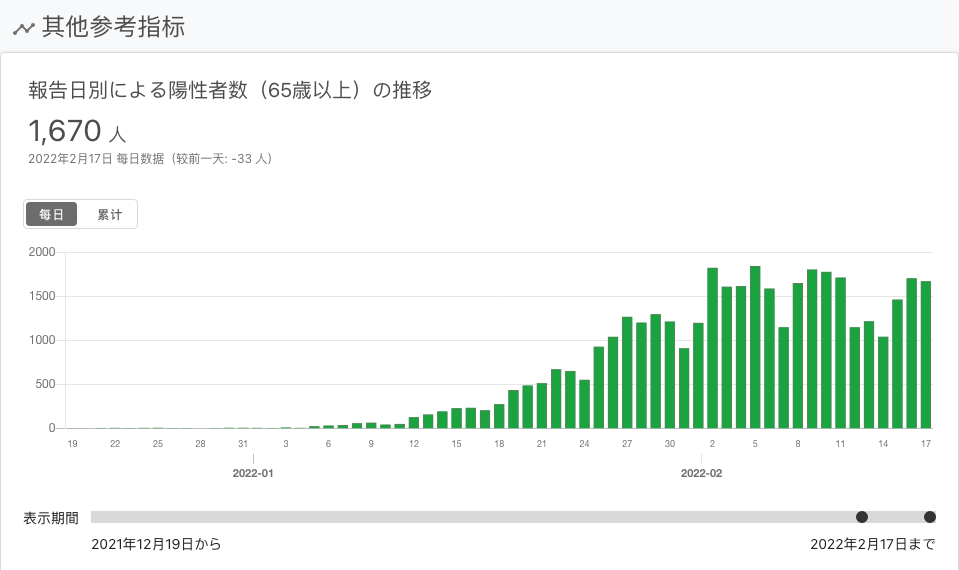 其他参考指标
報告日別による陽性者数（65歳以上）の推移
1,670 人
2022年2月17日 每日数据（较前一天: -33 人）
每日 累计
2000
1500
1000
500
0
19 22 25 28 31 3 6 9 12 15 18 21 24 27 30 2 5 8 11 14 17
2022-01 2022-02
表示期間
2021年12月19日から 2022年2月17日まで